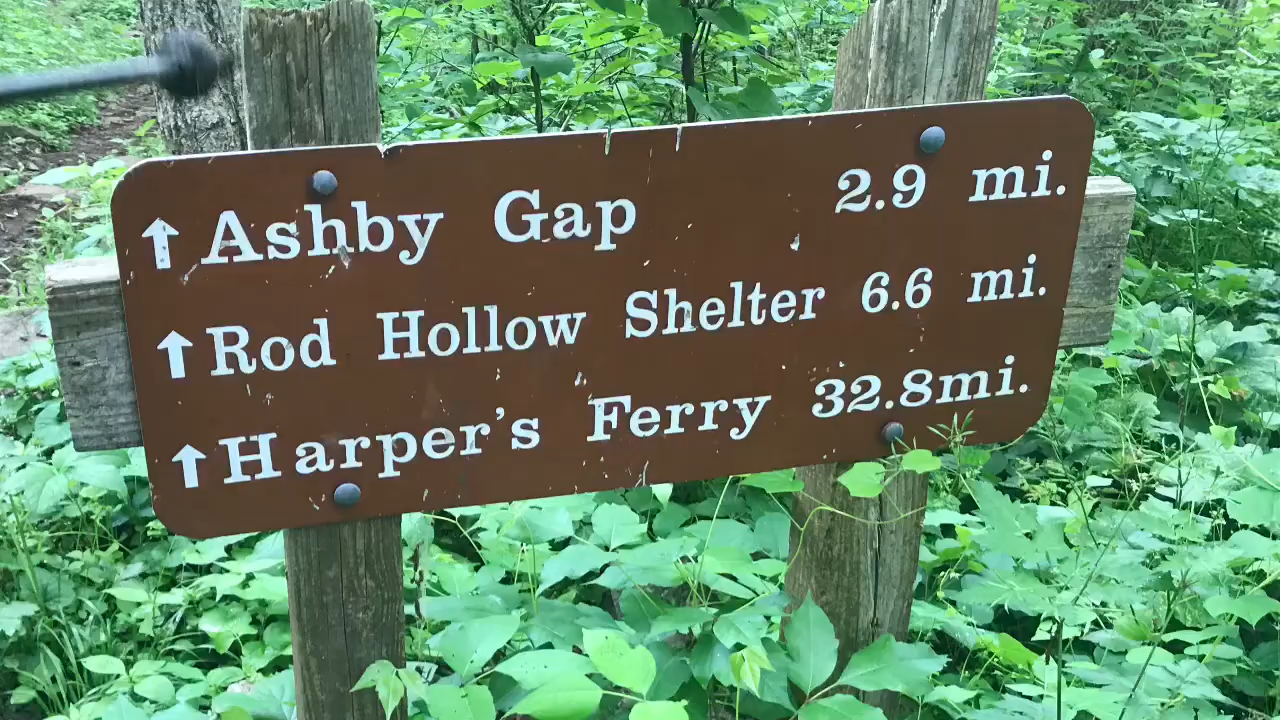 ↑ Ashby Gap 2.9 mi.
↑ Rod Hollow Shelter 6.6 mi.
↑ Harper's Ferry 32.8mi.